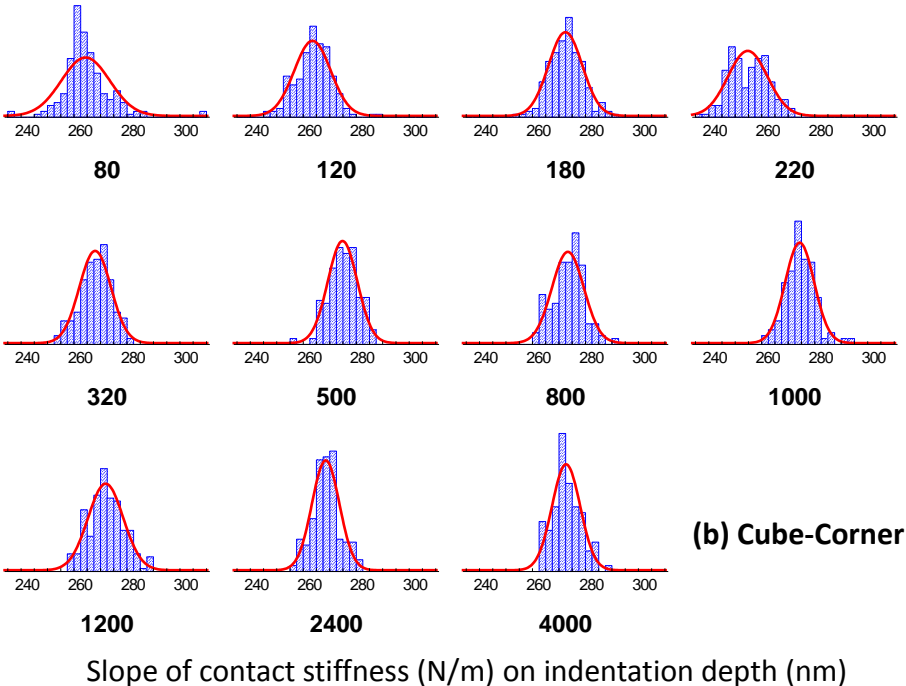 240 260 280 300 240 260 280 300 240 260 280 300 240 260 280 300
80 120 180 220
240 260 280 300 240 260 280 300 240 260 280 300 240 260 280 300
320 500 800 1000
240 260 280 300 240 260 280 300 240 260 280 300
(b) Cube-Corner
1200 2400 4000
Slope of contact stiffness (N/m) on indentation depth (nm)